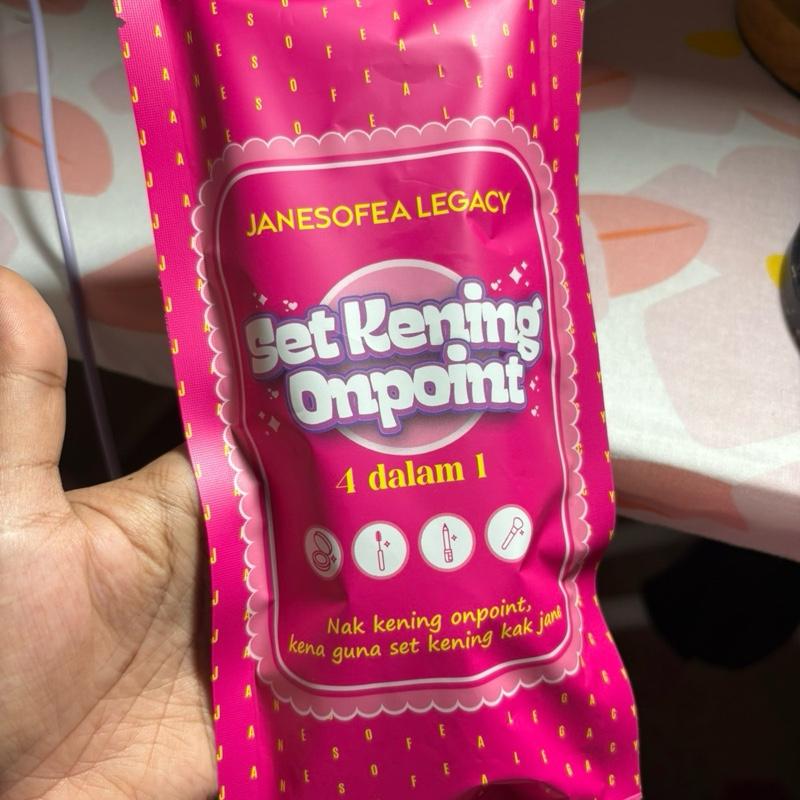 JANESOFEA LEGACY
Set Kening
Onpoint
4 dalam 1
Nak kening onpoint,
kena guna set kening kak jane